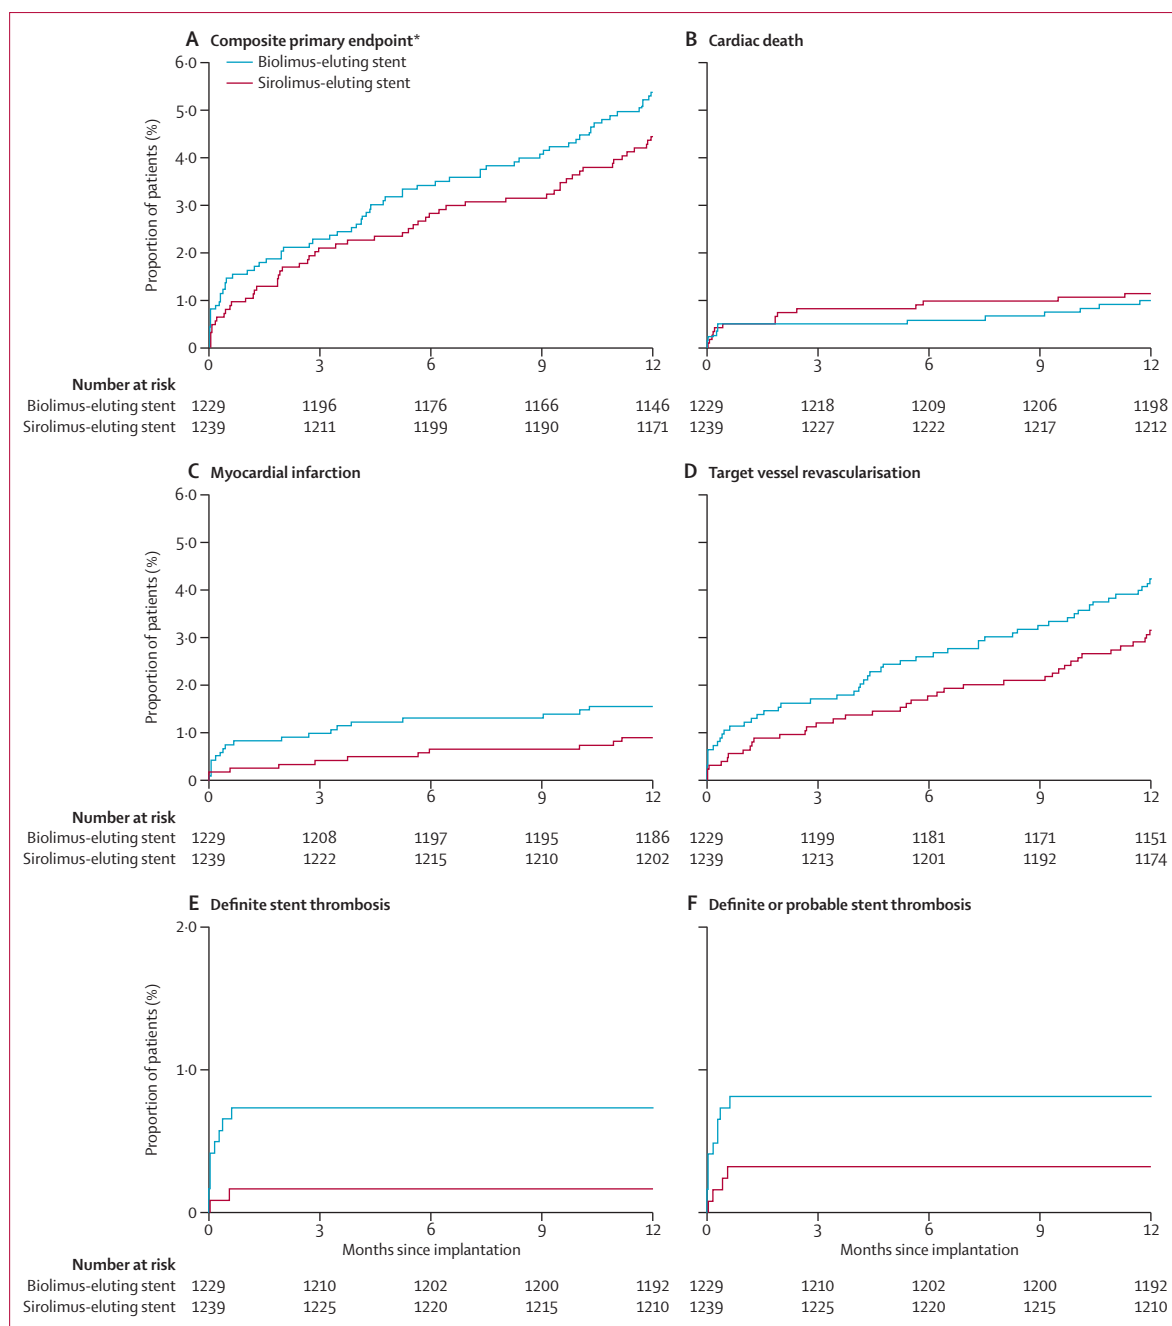 A Composite primary endpoint*
Biolimus-eluting stent
Sirolimus-eluting stent
6·0
5·0
4·0
3·0
2·0
1·0
0
Proportion of patients (%)
0 3 6 9 12
B Cardiac death
0 3 6 9 12
Number at risk
Biolimus-eluting stent 1229 1196 1176 1166 1146 1229 1218 1209 1206 1198
Sirolimus-eluting stent 1239 1211 1199 1190 1171 1239 1227 1222 1217 1212
C Myocardial infarction
6·0
5·0
4·0
3·0
2·0
1·0
0
Proportion of patients (%)
0 3 6 9 12
D Target vessel revascularisation
0 3 6 9 12
Number at risk
Biolimus-eluting stent 1229 1208 1197 1195 1186 1229 1199 1181 1171 1151
Sirolimus-eluting stent 1239 1222 1215 1210 1202 1239 1213 1201 1192 1174
E Definite stent thrombosis
2·0
1·0
0
Proportion of patients (%)
0 3 6 9 12
Months since implantation
F Definite or probable stent thrombosis
0 3 6 9 12
Months since implantation
Number at risk
Biolimus-eluting stent 1229 1210 1202 1200 1192 1229 1210 1202 1200 1192
Sirolimus-eluting stent 1239 1225 1220 1215 1210 1239 1225 1220 1215 1210